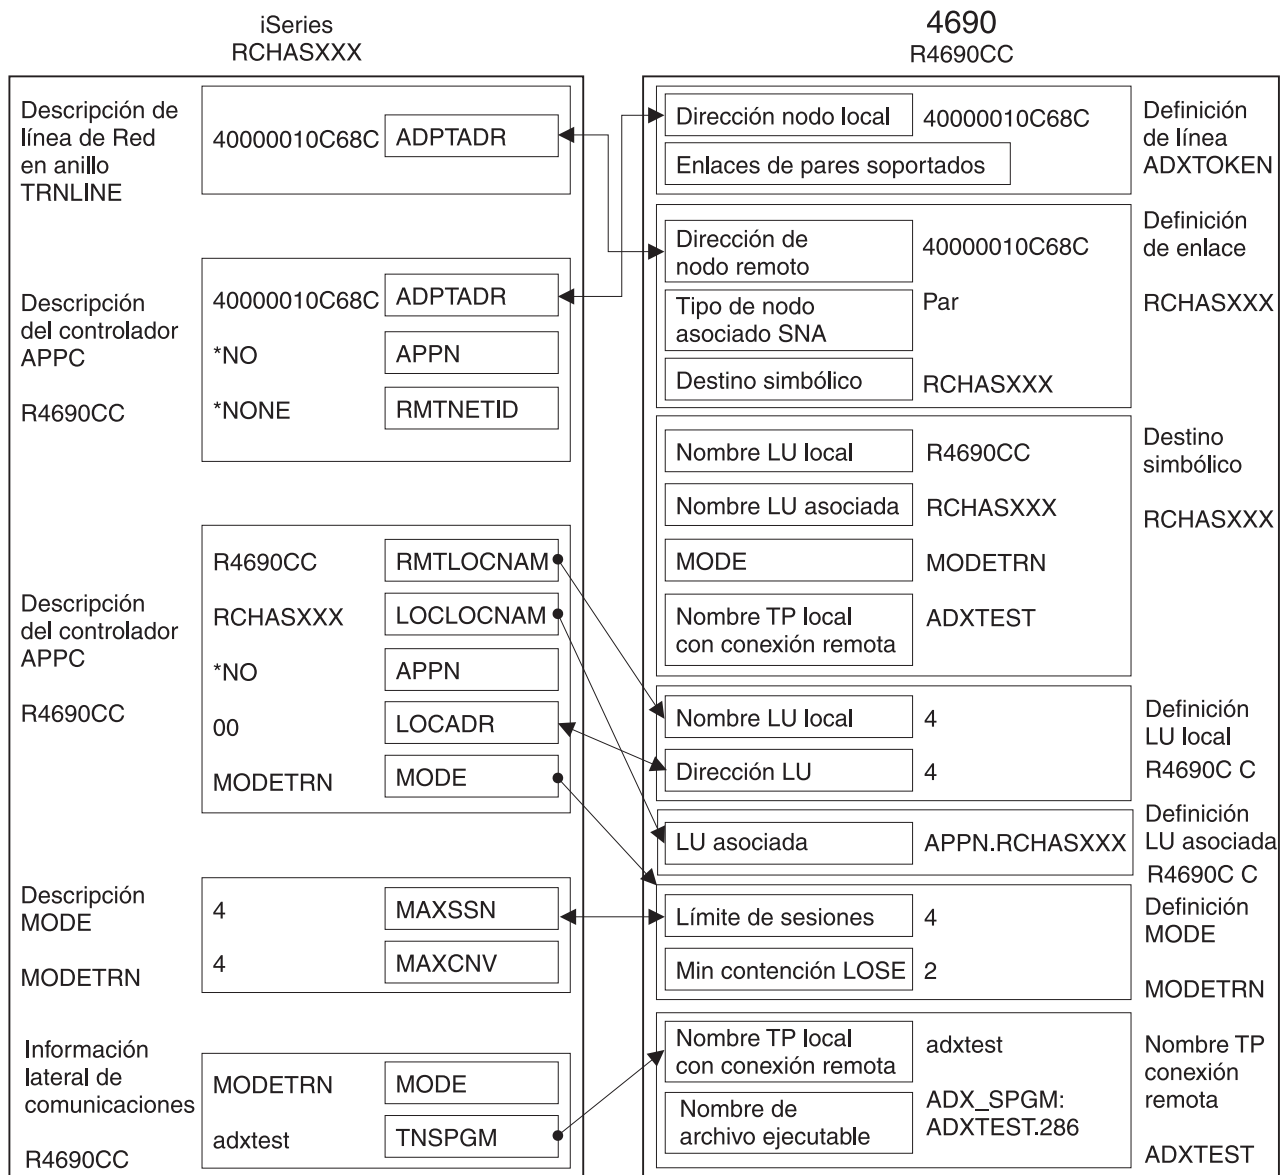 iSeries
RCHASXXX
Descripción de
línea de Red
en anillo
TRNLINE
40000010C68C
ADPTADR
Descripción
del controlador
APPC
R4690CC
40000010C68C
ADPTADR
*NO
APPN
*NONE
RMTNETID
Descripción
del controlador
APPC
R4690CC
R4690CC
RMTLOCNAM
RCHASXXX
LOCLOCNAM
*NO
APPN
00
LOCADR
MODETRN
MODE
Descripción
MODE
MODETRN
4
MAXSSN
4
MAXCNV
Información
lateral de
comunicaciones
R4690CC
MODETRN
MODE
adxtest
TNSPGM
4690
R4690CC
Dirección nodo local
40000010C68C
Enlaces de pares soportados
Definición
de línea
ADXTOKEN
Dirección de
nodo remoto
40000010C68C
Tipo de nodo
asociado SNA
Par
Destino simbólico
RCHASXXX
Definición
de enlace
RCHASXXX
Nombre LU local
R4690CC
Nombre LU asociada
RCHASXXX
MODE
MODETRN
Nombre TP local
con conexión remota
ADXTEST
Destino
simbólico
RCHASXXX
Nombre LU local
4
Dirección LU
4
Definición
LU local
R4690C C
LU asociada
APPN.RCHASXXX
Definición
LU asociada
R4690C C
Límite de sesiones
4
Min contención LOSE
2
Definición
MODE
MODETRN
Nombre TP local
con conexión remota
adxtest
Nombre de
archivo ejecutable
ADX_SPGM:
ADXTEST.286
Nombre TP
conexión
remota
ADXTEST